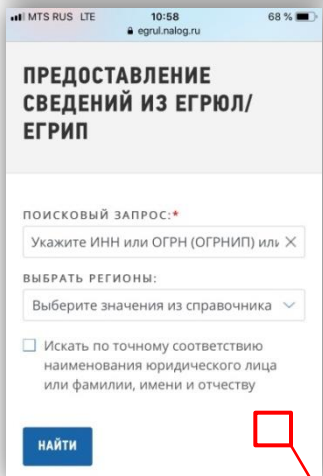 MTS RUS LTE 10:58 68 %
egrul.nalog.ru
ПРЕДОСТАВЛЕНИЕ
СВЕДЕНИЙ ИЗ ЕГРЮЛ/
ЕГРИП
ПОИСКОВЫЙ ЗАПРОС:*
Укажите ИНН или ОГРН (ОГРНИП) или
ВЫБРАТЬ РЕГИОНЫ:
Выберите значения из справочника
Искать по точному соответствию
наименования юридического лица
или фамилии, имени и отчеству
НАЙТИ